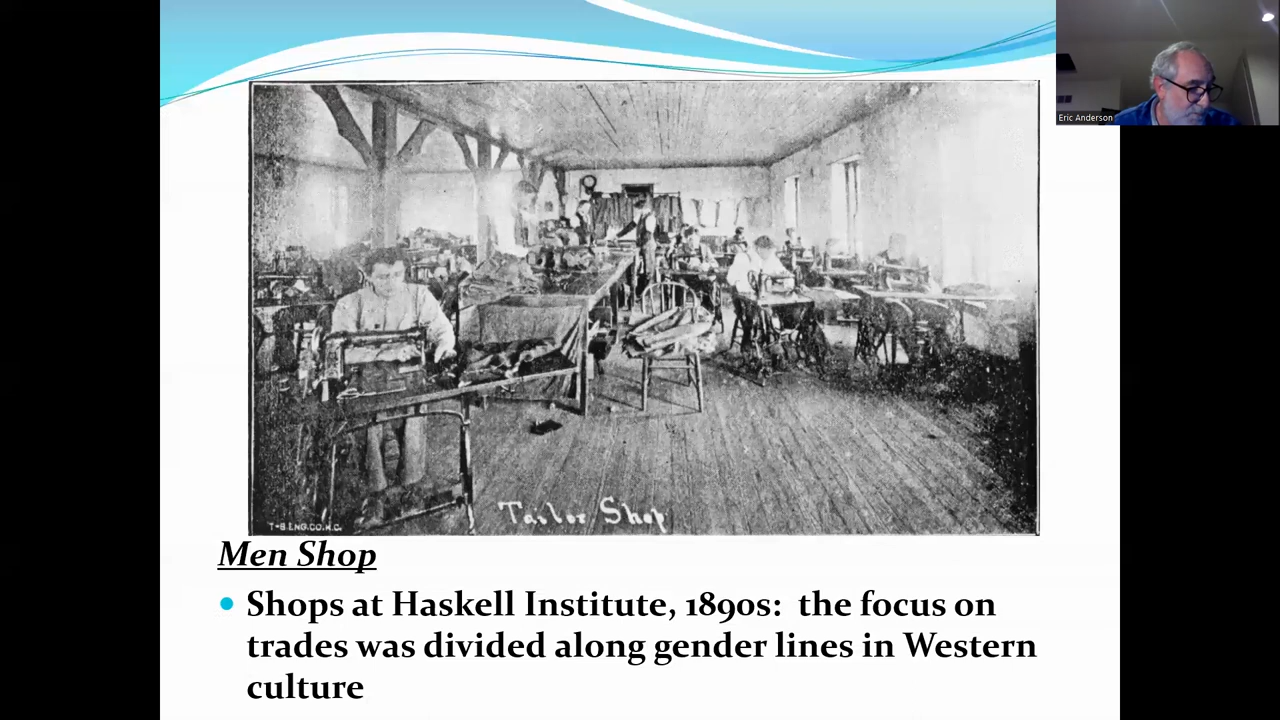 Eric Anderson
Tailor Shop
T-B ENG.CO.K.C.
Men Shop
• Shops at Haskell Institute, 1890s:  the focus on
trades was divided along gender lines in Western
culture